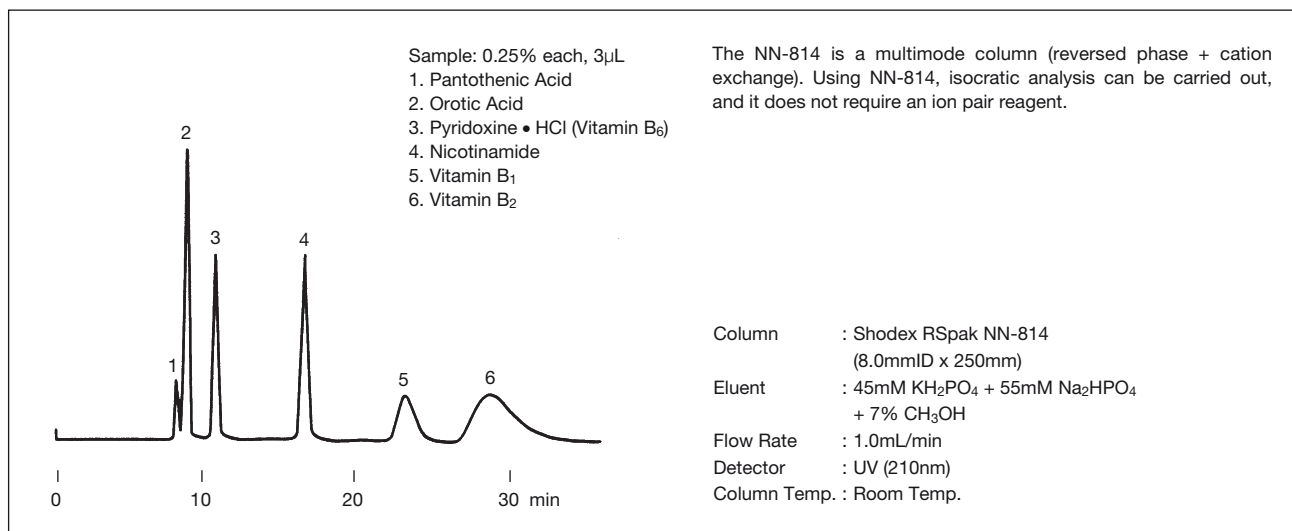 Sample: 0.25% each, 3µL
1. Pantothenic Acid
2. Orotic Acid
3. Pyridoxine • HCl (Vitamin B₆)
4. Nicotinamide
5. Vitamin B₁
6. Vitamin B₂
The NN-814 is a multimode column (reversed phase + cation
exchange). Using NN-814, isocratic analysis can be carried out,
and it does not require an ion pair reagent.
2
3
4
1
5
6
0
10
20
30 min
Column : Shodex RSpak NN-814
(8.0mmID x 250mm)
Eluent : 45mM KH₂PO₄ + 55mM Na₂HPO₄
+ 7% CH₃OH
Flow Rate : 1.0mL/min
Detector : UV (210nm)
Column Temp. : Room Temp.